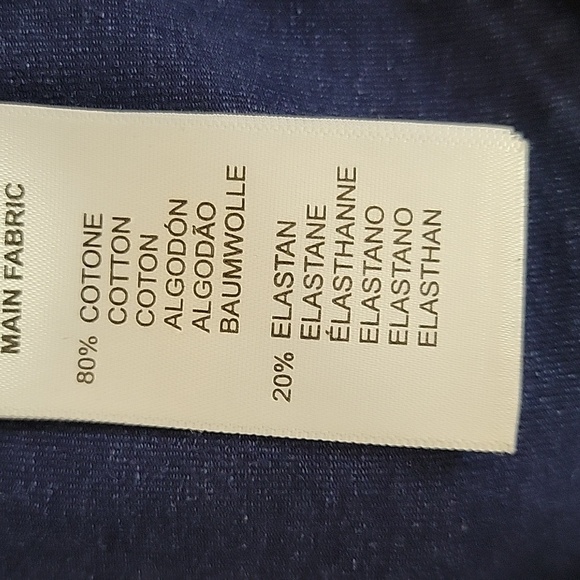 MAIN FABRIC
80% COTONE
COTTON
COTON
ALGODÓN
ALGODÃO
BAUMWOLLE
20% ELASTAN
ELASTANE
ÉLASTHANNE
ELASTANO
ELASTANO
ELASTHAN